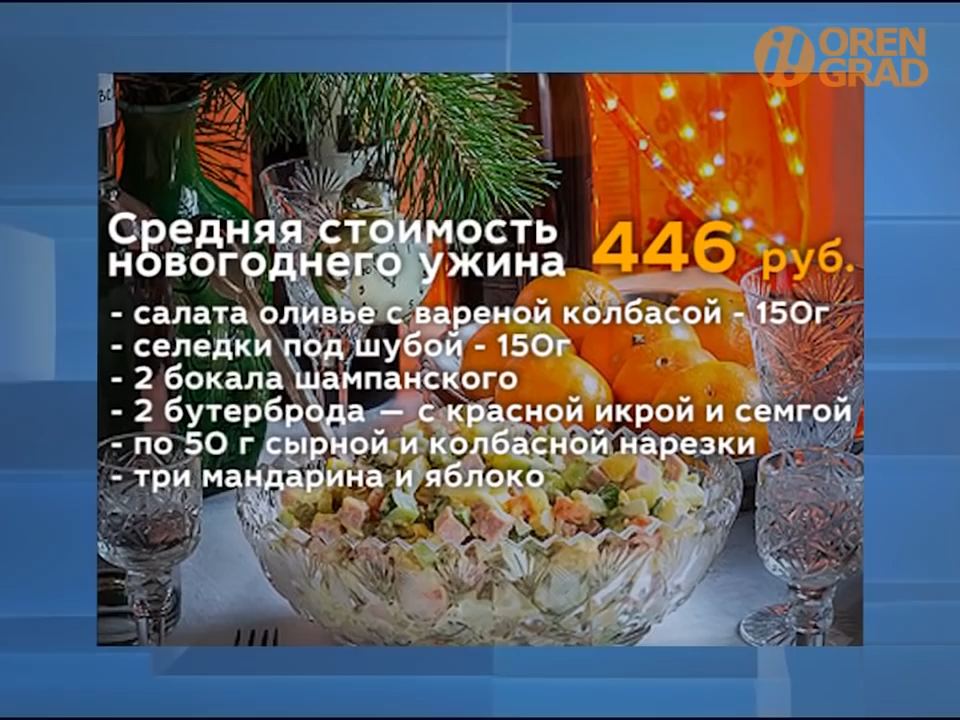 OREN
GRAD
Средняя стоимость
новогоднего ужина 446 руб.
- салата оливье с вареной колбасой - 150г
- селедки под шубой - 150г
- 2 бокала шампанского
- 2 бутерброда — с красной икрой и семгой
- по 50 г сырной и колбасной нарезки
- три мандарина и яблоко